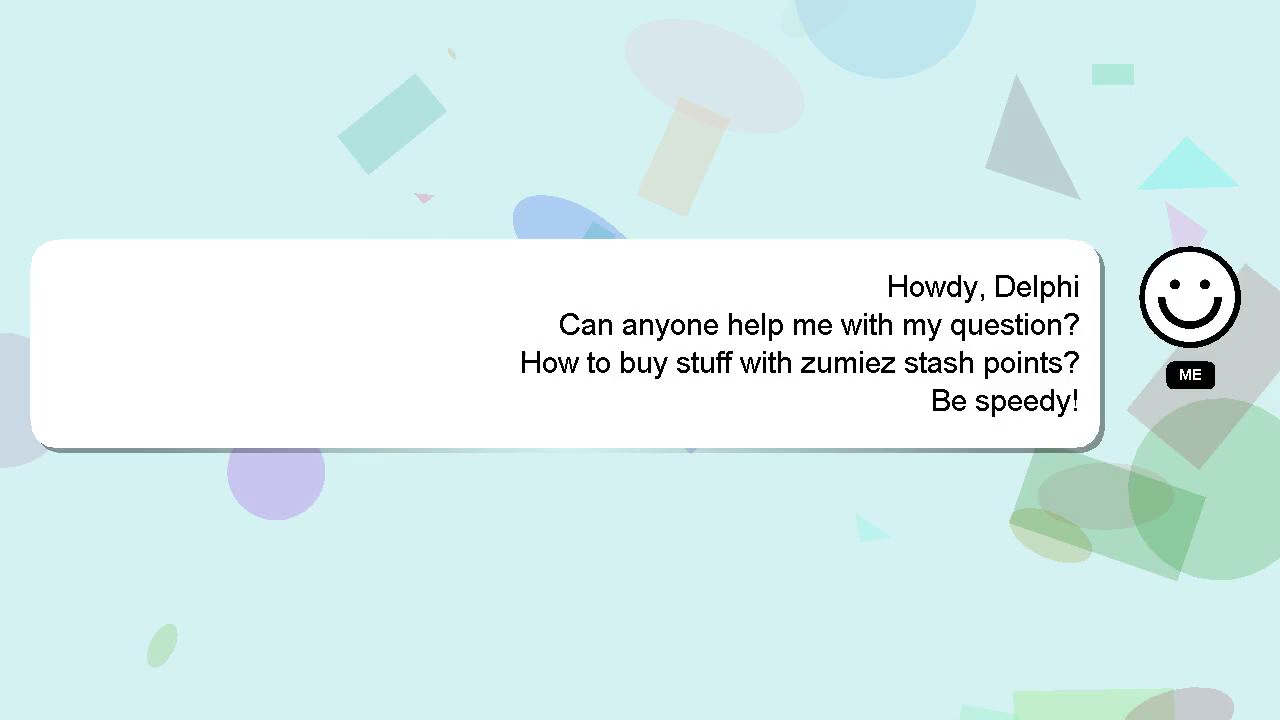 Howdy, Delphi
Can anyone help me with my question?
How to buy stuff with zumiez stash points?
Be speedy!
ME